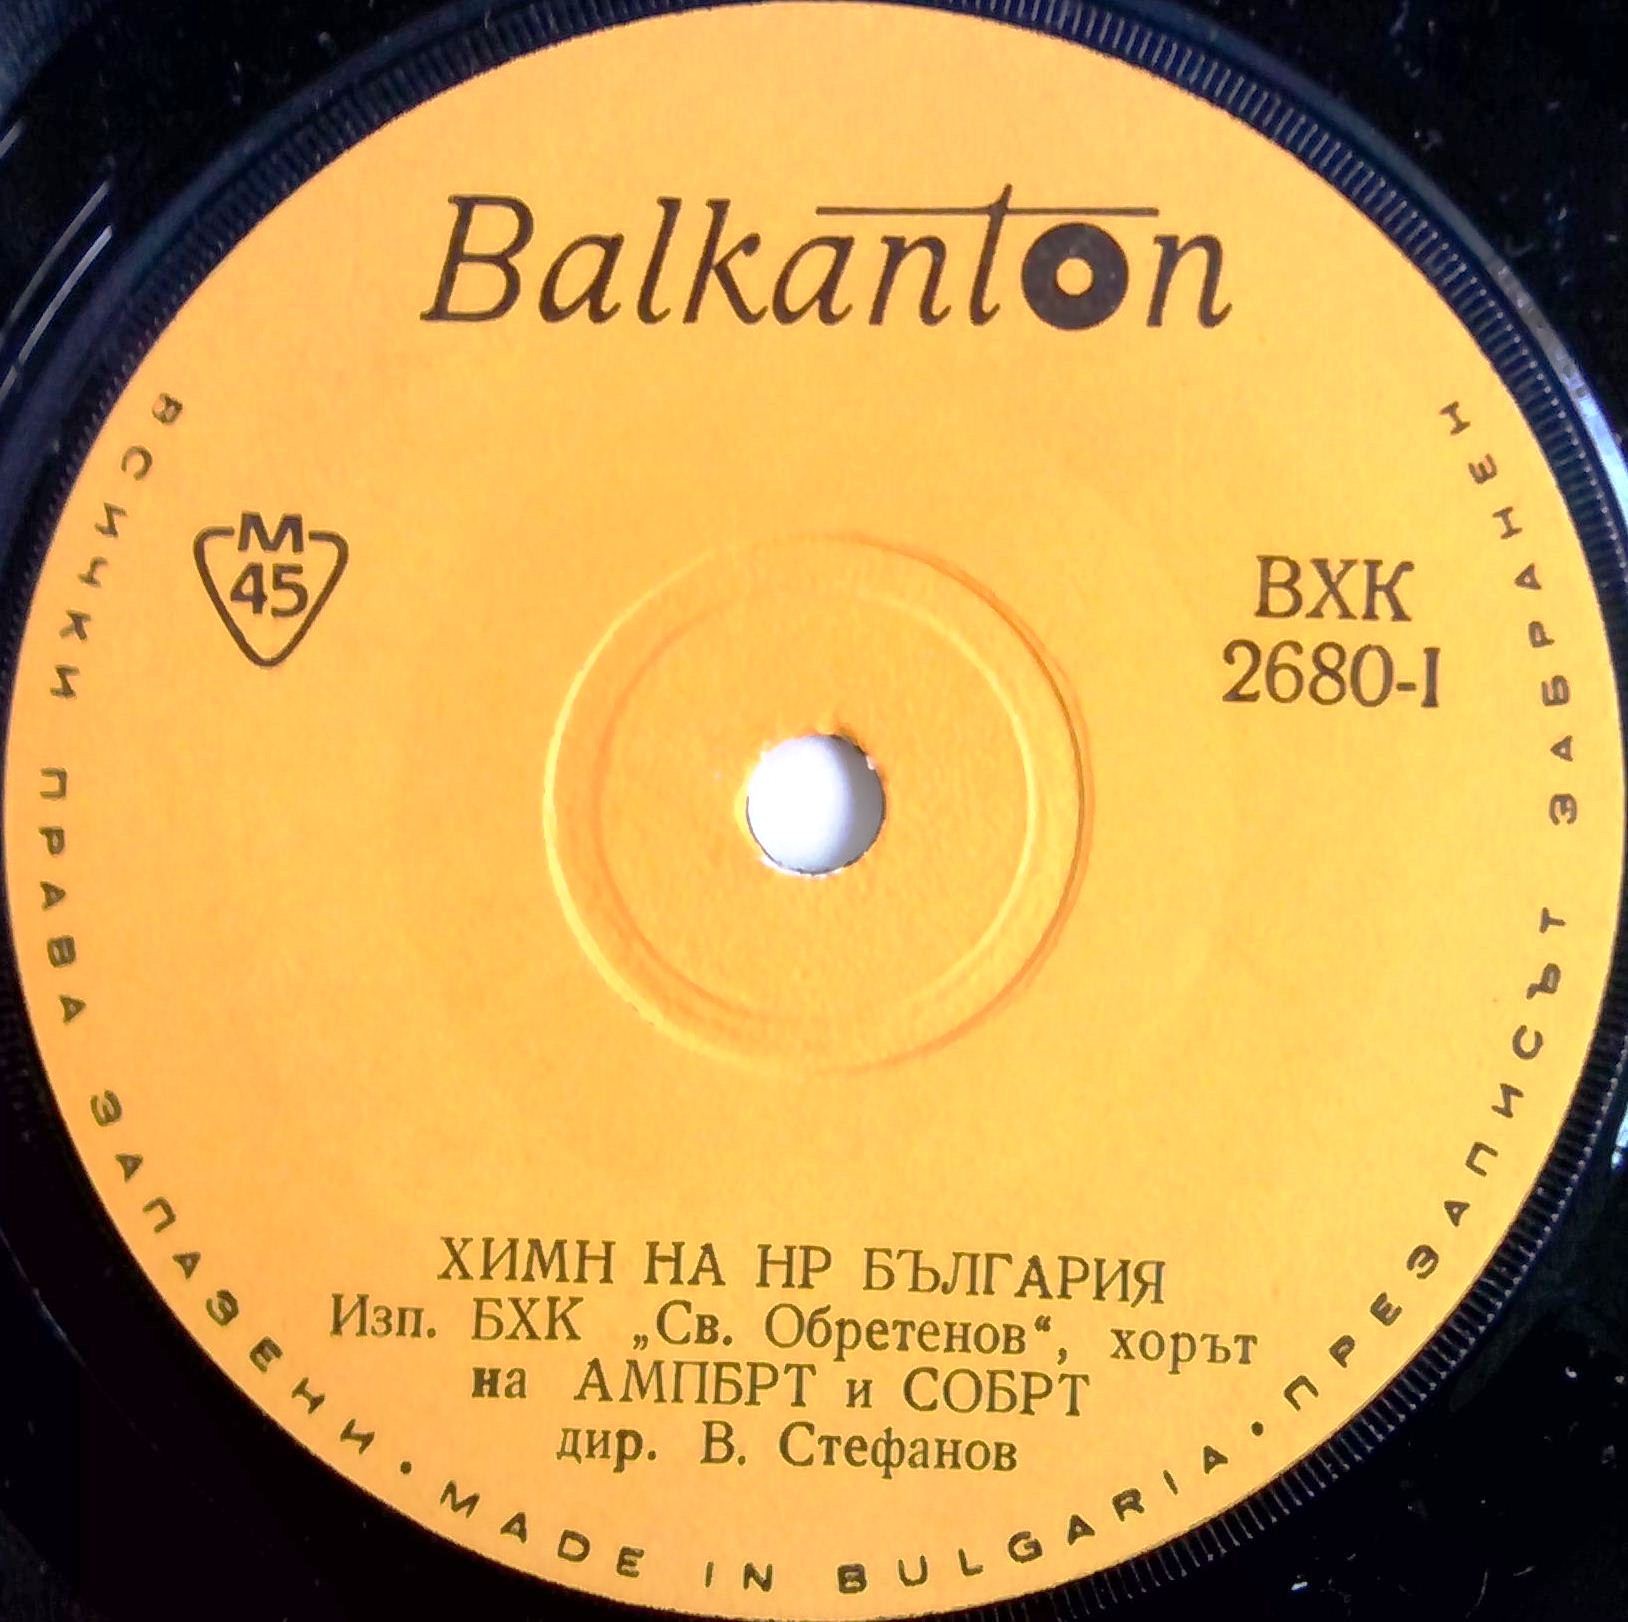 Balkanton
М
45
ВХК
2680-I
ХИМН НА НР БЪЛГАРИЯ
Изп. БХК „Св. Обретенов“, хорът
на АМПБРТ и СОБРТ
дир. В. Стефанов
ВСИЧКИ ПРАВА ЗАПАЗЕНИ · MADE IN BULGARIA · ПРЕЗАПИСЪТ ЗАБРАНЕН